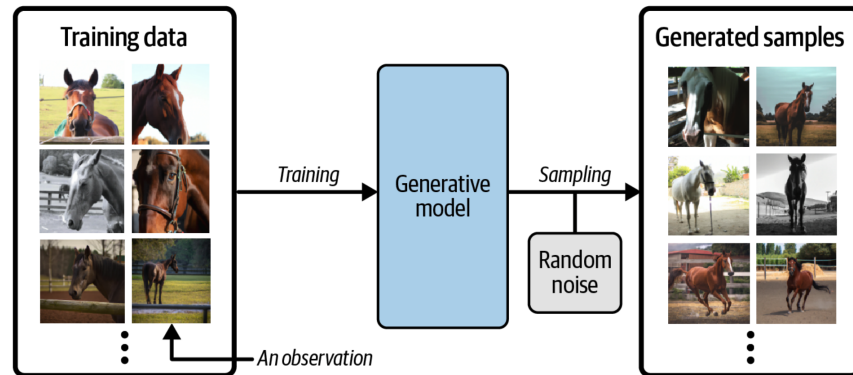 Training data
Generated samples
Training
Generative
model
Sampling
Random
noise
An observation